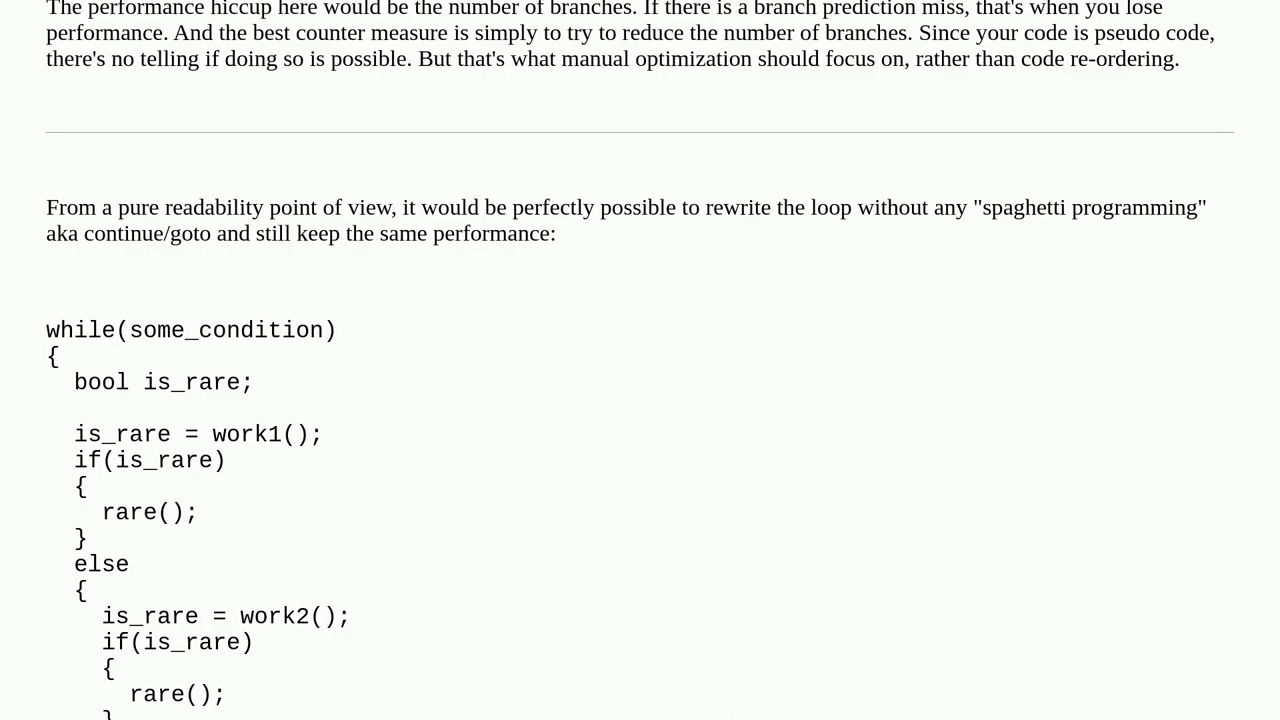 The performance hiccup here would be the number of branches. If there is a branch prediction miss, that's when you lose
performance. And the best counter measure is simply to try to reduce the number of branches. Since your code is pseudo code,
there's no telling if doing so is possible. But that's what manual optimization should focus on, rather than code re-ordering.
From a pure readability point of view, it would be perfectly possible to rewrite the loop without any "spaghetti programming"
aka continue/goto and still keep the same performance:
while(some_condition)
{
  bool is_rare;
  is_rare = work1();
  if(is_rare)
  {
    rare();
  }
  else
  {
    is_rare = work2();
    if(is_rare)
    {
      rare();
    }